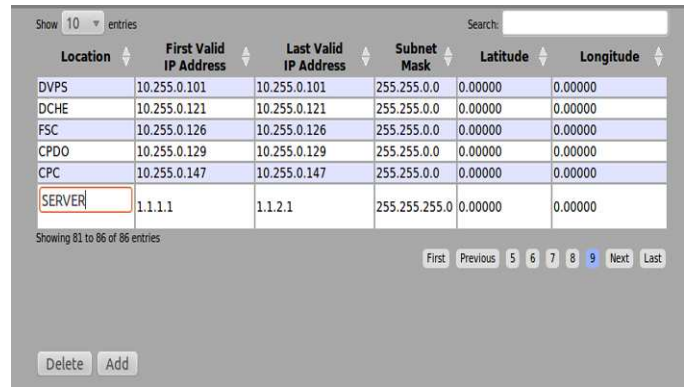 Show 10 entries Search:
Location First Valid IP Address Last Valid IP Address Subnet Mask Latitude Longitude
DVPS 10.255.0.101 10.255.0.101 255.255.0.0 0.00000 0.00000
DCHE 10.255.0.121 10.255.0.121 255.255.0.0 0.00000 0.00000
FSC 10.255.0.126 10.255.0.126 255.255.0.0 0.00000 0.00000
CPDO 10.255.0.129 10.255.0.129 255.255.0.0 0.00000 0.00000
CPC 10.255.0.147 10.255.0.147 255.255.0.0 0.00000 0.00000
SERVER 1.1.1.1 1.1.2.1 255.255.255.0 0.00000 0.00000
Showing 81 to 86 of 86 entries
First Previous 5 6 7 8 9 Next Last
Delete Add